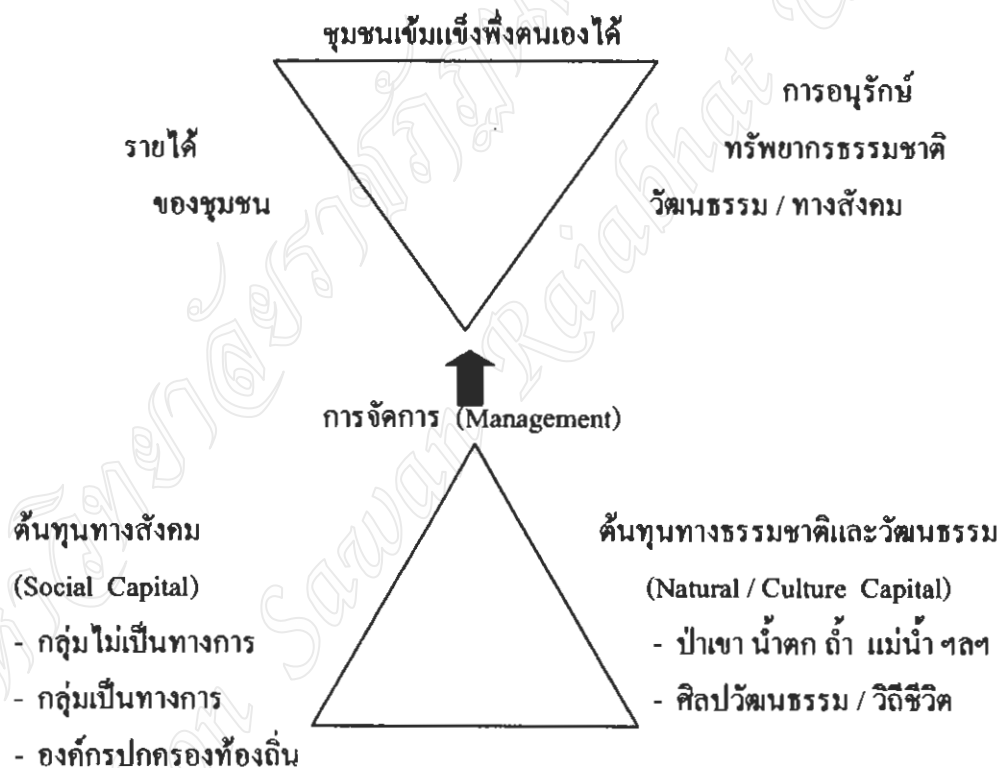 ชุมชนเข้มแข็งพึ่งตนเองได้
รายได้
ของชุมชน
การอนุรักษ์
ทรัพยากรธรรมชาติ
วัฒนธรรม / ทางสังคม
การจัดการ (Management)
ต้นทุนทางสังคม
(Social Capital)
- กลุ่มไม่เป็นทางการ
- กลุ่มเป็นทางการ
- องค์กรปกครองท้องถิ่น
ต้นทุนทางธรรมชาติและวัฒนธรรม
(Natural / Culture Capital)
- ป่าเขา น้ำตก ถ้ำ แม่น้ำ ฯลฯ
- ศิลปวัฒนธรรม / วิถีชีวิต
Sawan Rajabhat